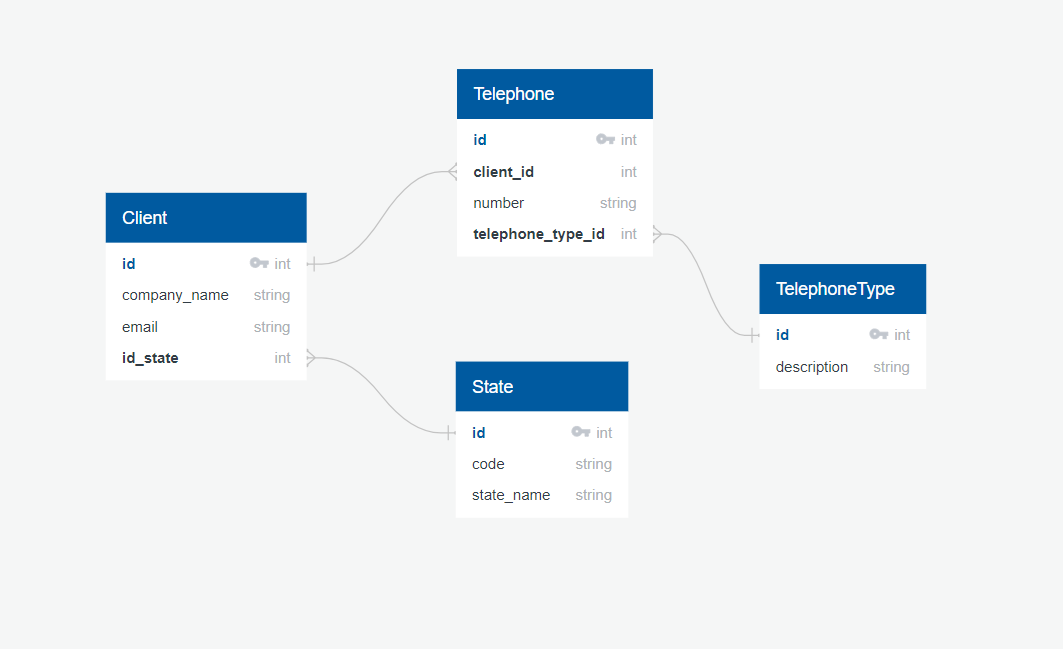 Telephone
id int
client_id int
number string
telephone_type_id int
Client
id int
company_name string
email string
id_state int
TelephoneType
id int
description string
State
id int
code string
state_name string